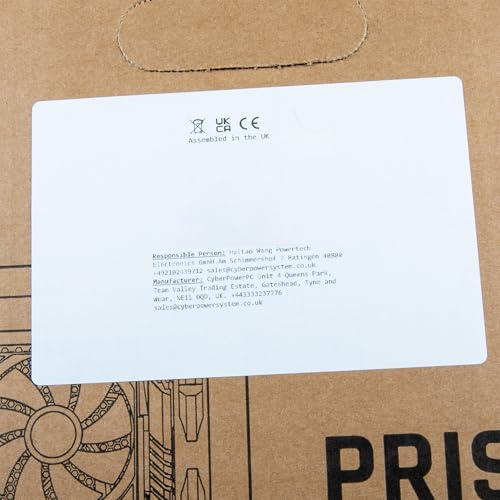 UK
CA CE
Assembled in the UK
Responsible Person: Haitao Wang Powertech
Electronics GmbH Am Schimmershof 7 Ratingen 40880
+492102439712 sales@cyberpowersystem.co.uk
Manufacturer: CyberPowerPC Unit 4 Queens Park,
Team Valley Trading Estate, Gateshead, Tyne and
Wear, NE11 0QD, UK. +443333237776
sales@cyberpowersystem.co.uk
PRIS